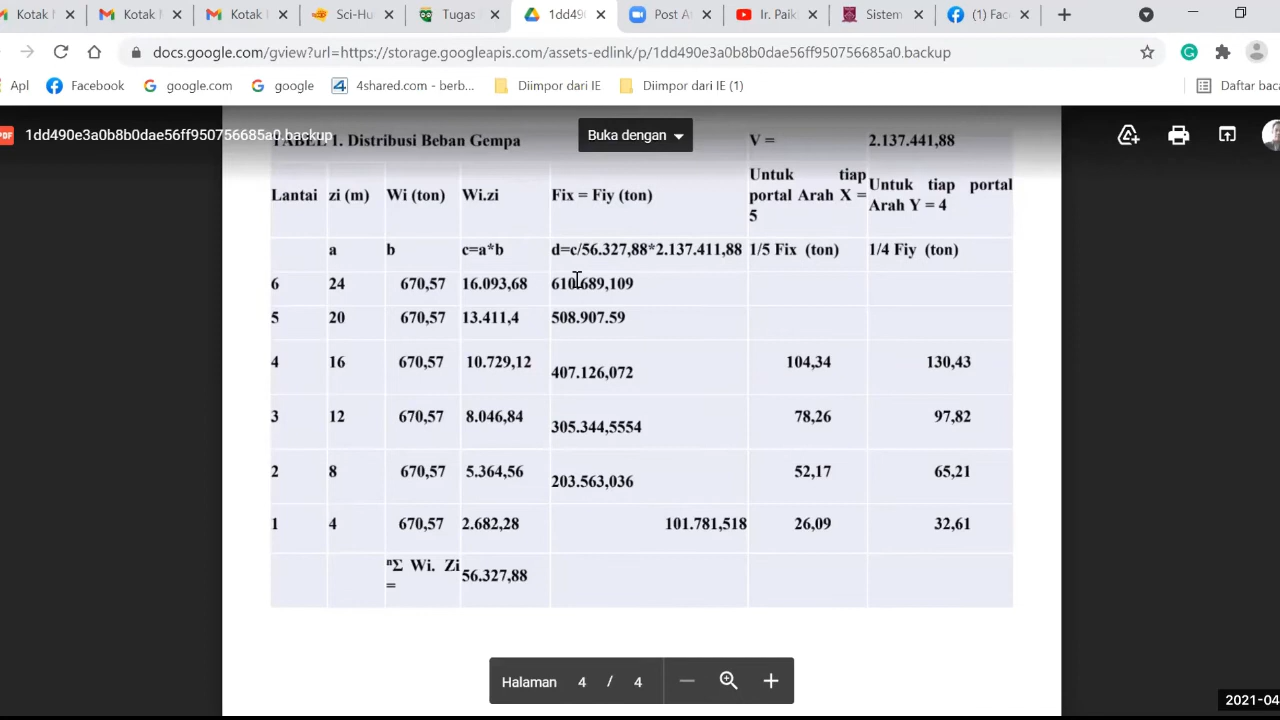 Kotak
Kotak I
Kotak I
Sci-Hu
Tugas
1dd49
Post A
Ir. Paik
Sistem
(1) Fac
docs.google.com/gview?url=https://storage.googleapis.com/assets-edlink/p/1dd490e3a0b8b0dae56ff950756685a0.backup
Apl
Facebook
google.com
google
4shared.com - berb...
Diimpor dari IE
Diimpor dari IE (1)
Daftar baca
PDF
1dd490e3a0b8b0dae56ff950756685a0.backup
Buka dengan
TABEL 1. Distribusi Beban Gempa V = 2.137.441,88
Lantai zi (m) Wi (ton) Wi.zi Fix = Fiy (ton)
Untuk tiap
portal Arah X =
5
Untuk tiap portal
Arah Y = 4
a b c=a*b d=c/56.327,88*2.137.411,88 1/5 Fix (ton) 1/4 Fiy (ton)
6 24 670,57 16.093,68 610.689,109
5 20 670,57 13.411,4 508.907.59
4 16 670,57 10.729,12 407.126,072 104,34 130,43
3 12 670,57 8.046,84 305.344,5554 78,26 97,82
2 8 670,57 5.364,56 203.563,036 52,17 65,21
1 4 670,57 2.682,28 101.781,518 26,09 32,61
ⁿΣ Wi. Zi
=
56.327,88
Halaman 4 / 4
2021-04